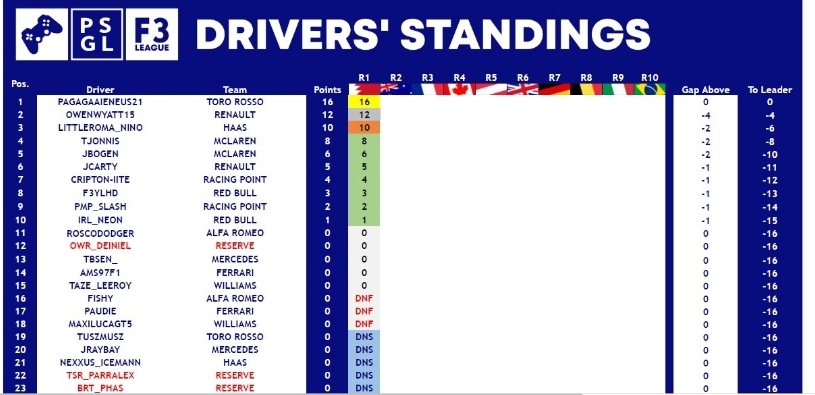 PS
GL
F3
LEAGUE
DRIVERS' STANDINGS
Pos. Driver Team Points R1 R2 R3 R4 R5 R6 R7 R8 R9 R10 Gap Above To Leader
1 PAGAGAAIENEUS21 TORO ROSSO 16 16 0 0
2 OWENWYATT15 RENAULT 12 12 -4 -4
3 LITTLEROMA_NINO HAAS 10 10 -2 -6
4 TJONNIS MCLAREN 8 8 -2 -8
5 JBOGEN MCLAREN 6 6 -2 -10
6 JCARTY RENAULT 5 5 -1 -11
7 CRIPTON-IITE RACING POINT 4 4 -1 -12
8 F3YLHD RED BULL 3 3 -1 -13
9 PMP_SLASH RACING POINT 2 2 -1 -14
10 IRL_NEON RED BULL 1 1 -1 -15
11 ROSCODODGER ALFA ROMEO 0 0 0 -16
12 OWR_DEINIEL RESERVE 0 0 0 -16
13 TBSEN_ MERCEDES 0 0 0 -16
14 AMS97F1 FERRARI 0 0 0 -16
15 TAZE_LEEROY WILLIAMS 0 0 0 -16
16 FISHY ALFA ROMEO 0 DNF 0 -16
17 PAUDIE FERRARI 0 DNF 0 -16
18 MAXILUCAGT5 WILLIAMS 0 DNF 0 -16
19 TUSZMUSZ TORO ROSSO 0 DNS 0 -16
20 JRAYBAY MERCEDES 0 DNS 0 -16
21 NEXXUS_ICEMANN HAAS 0 DNS 0 -16
22 TSR_PARRALEX RESERVE 0 DNS 0 -16
23 BRT_PHAS RESERVE 0 DNS 0 -16